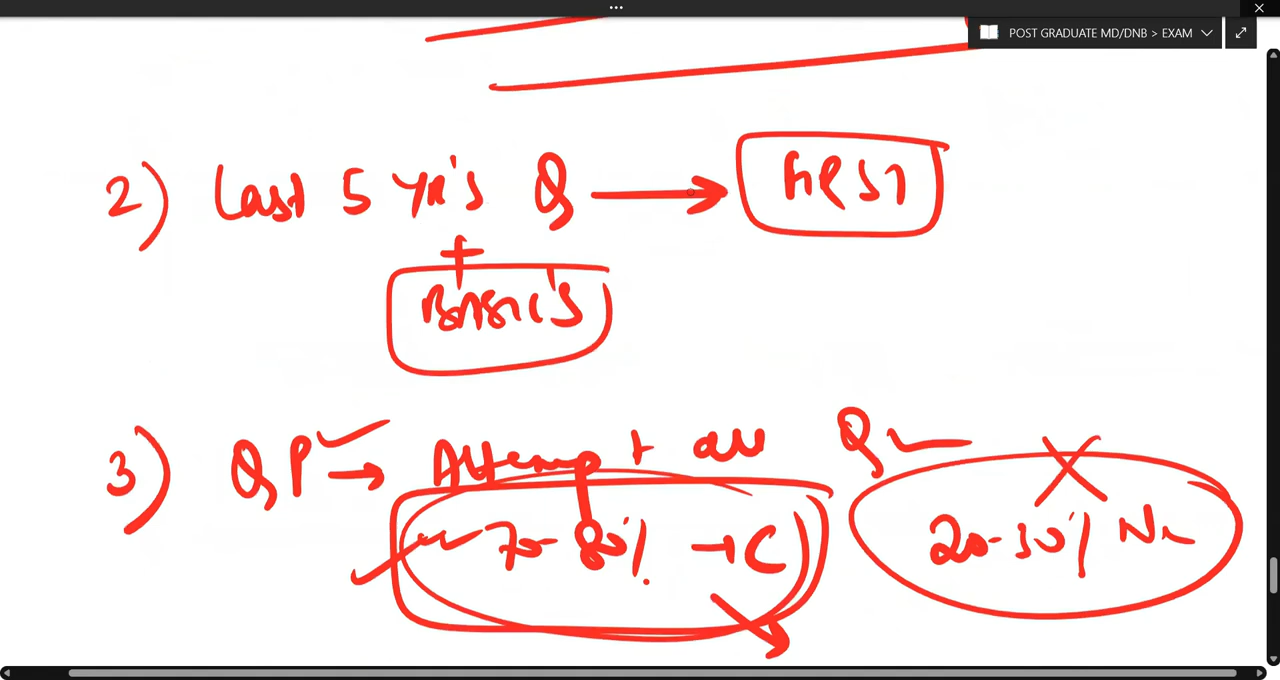 POST GRADUATE MD/DNB > EXAM
2) Last 5 YR's Q → FIRST
+
BASIC'S
3) QP → Attempt all Q
70-80% → C
20-30%